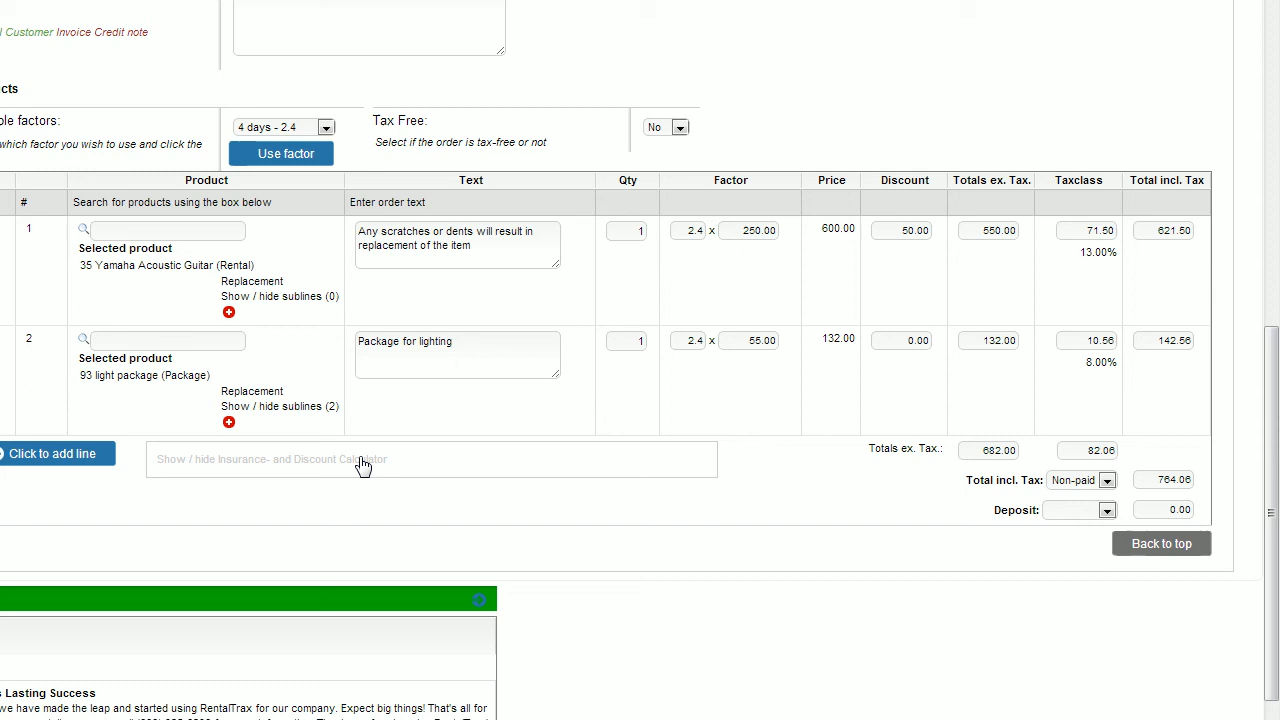 l Customer Invoice Credit note
cts
ple factors:
4 days - 2.4
Tax Free:
No
which factor you wish to use and click the
Use factor
Select if the order is tax-free or not
Product Text Qty Factor Price Discount Totals ex. Tax. Taxclass Total incl. Tax
# Search for products using the box below Enter order text
1 Any scratches or dents will result in replacement of the item 1 2.4 x 250.00 600.00 50.00 550.00 71.50 621.50
Selected product 13.00%
35 Yamaha Acoustic Guitar (Rental)
Replacement
Show / hide sublines (0)
2 Package for lighting 1 2.4 x 55.00 132.00 0.00 132.00 10.56 142.56
Selected product 8.00%
93 light package (Package)
Replacement
Show / hide sublines (2)
Click to add line Show / hide Insurance- and Discount Calculator Totals ex. Tax.: 682.00 82.06
Total incl. Tax: Non-paid 764.06
Deposit: 0.00
Back to top
s Lasting Success
we have made the leap and started using RentalTrax for our company. Expect big things! That's all for